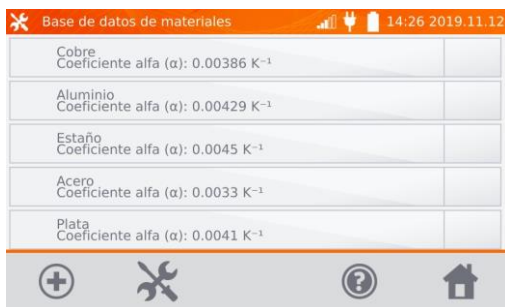 Base de datos de materiales 14:26 2019.11.12
Cobre
Coeficiente alfa (α): 0.00386 K⁻¹
Aluminio
Coeficiente alfa (α): 0.00429 K⁻¹
Estaño
Coeficiente alfa (α): 0.0045 K⁻¹
Acero
Coeficiente alfa (α): 0.0033 K⁻¹
Plata
Coeficiente alfa (α): 0.0041 K⁻¹